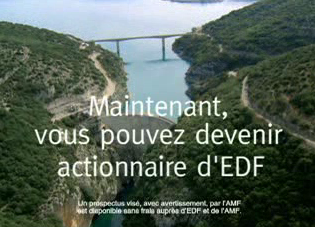 Maintenant,
vous pouvez devenir
actionnaire d'EDF
Un prospectus visé, avec avertissement, par l'AMF
est disponible sans frais auprès d'EDF et de l'AMF.